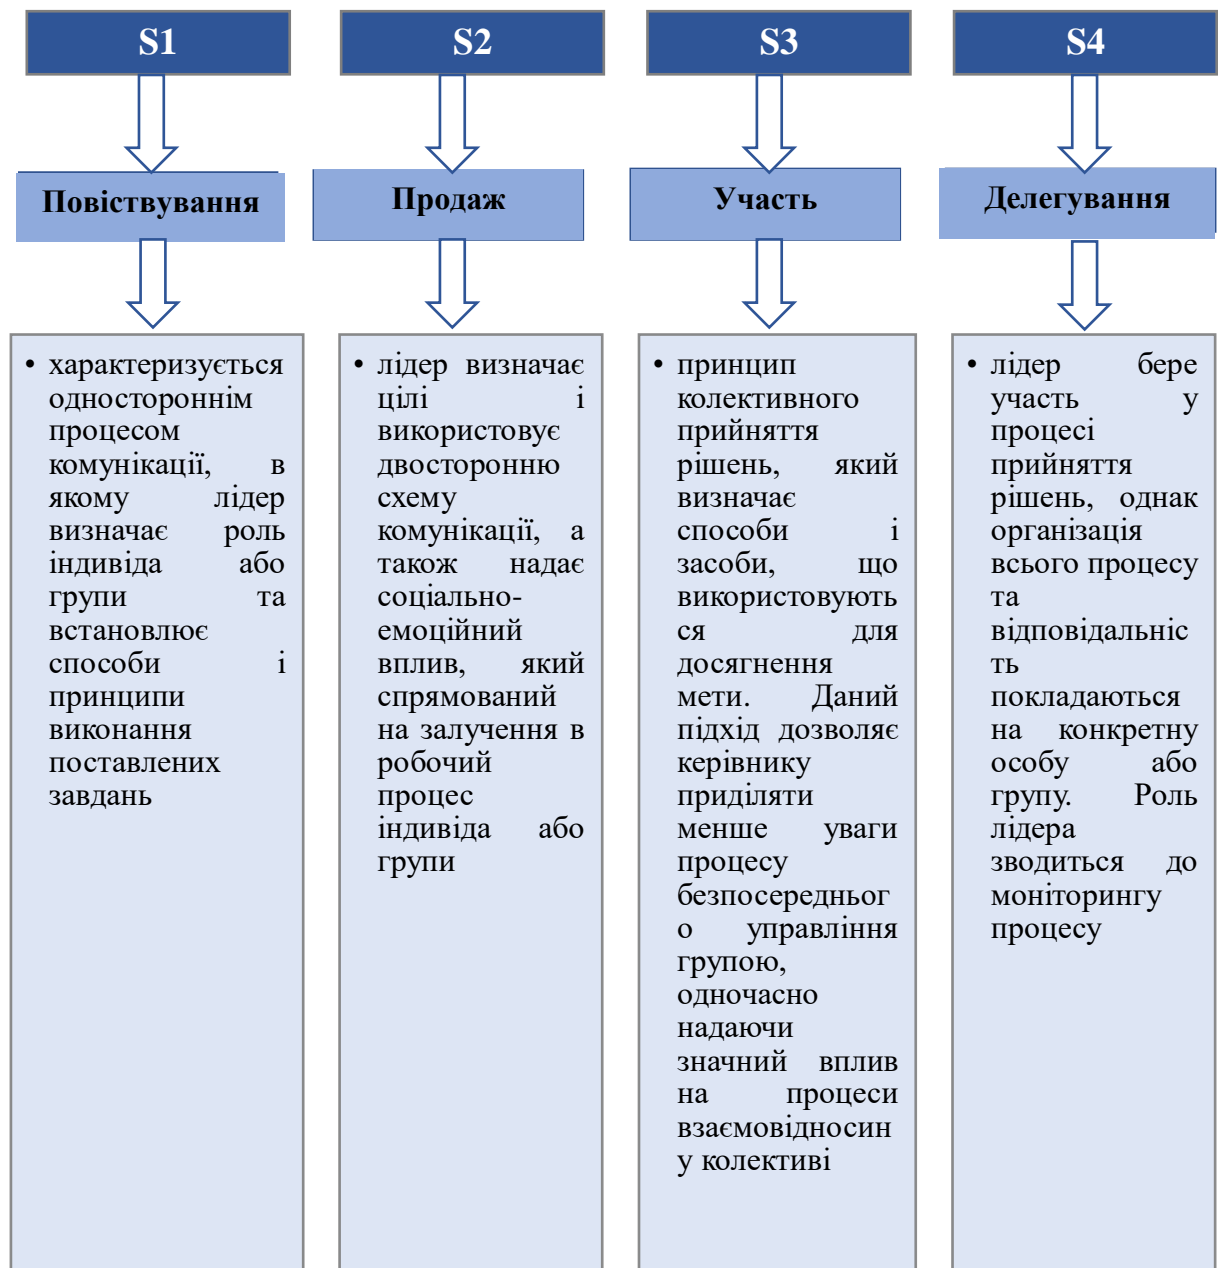 S1
S2
S3
S4
Повіствування
Продаж
Участь
Делегування
• характеризується
одностороннім
процесом
комунікації, в
якому лідер
визначає роль
індивіда або
групи та
встановлює
способи і
принципи
виконання
поставлених
завдань
• лідер визначає
цілі і
використовує
двосторонню
схему
комунікації, а
також надає
соціально-
емоційний
вплив, який
спрямований
на залучення в
робочий
процес
індивіда або
групи
• принцип
колективного
прийняття
рішень, який
визначає
способи і
засоби, що
використовують
ся для
досягнення
мети. Даний
підхід дозволяє
керівнику
приділяти
менше уваги
процесу
безпосередньог
о управління
групою,
одночасно
надаючи
значний вплив
на процеси
взаємовідносин
у колективі
• лідер бере
участь у
процесі
прийняття
рішень, однак
організація
всього процесу
та
відповідальніс
ть
покладаються
на конкретну
особу або
групу. Роль
лідера
зводиться до
моніторингу
процесу